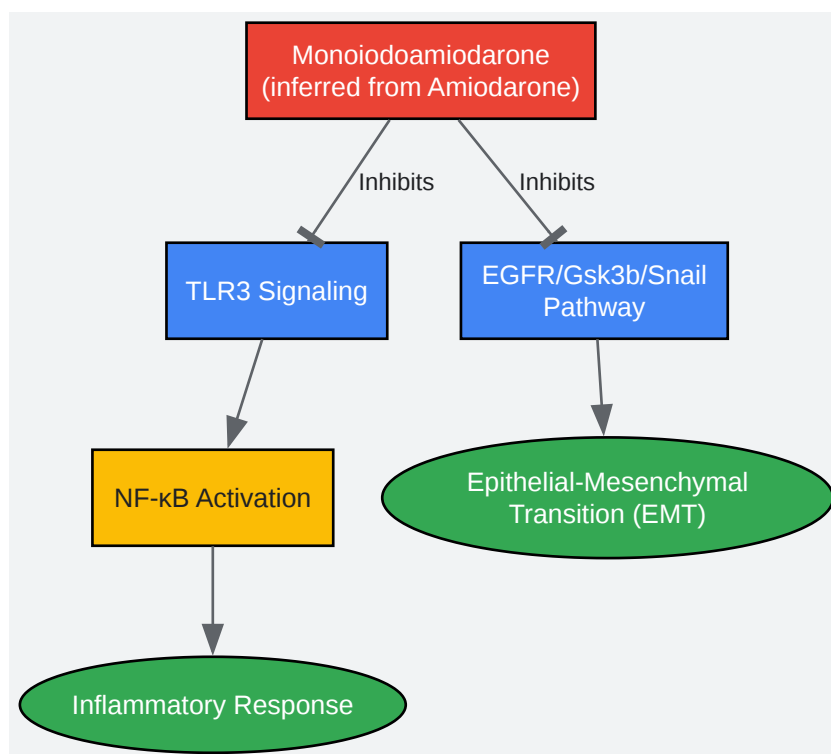 Monoiodoamiodarone
(inferred from Amiodarone)
Inhibits
Inhibits
TLR3 Signaling
EGFR/Gsk3b/Snail
Pathway
NF-κB Activation
Epithelial-Mesenchymal
Transition (EMT)
Inflammatory Response